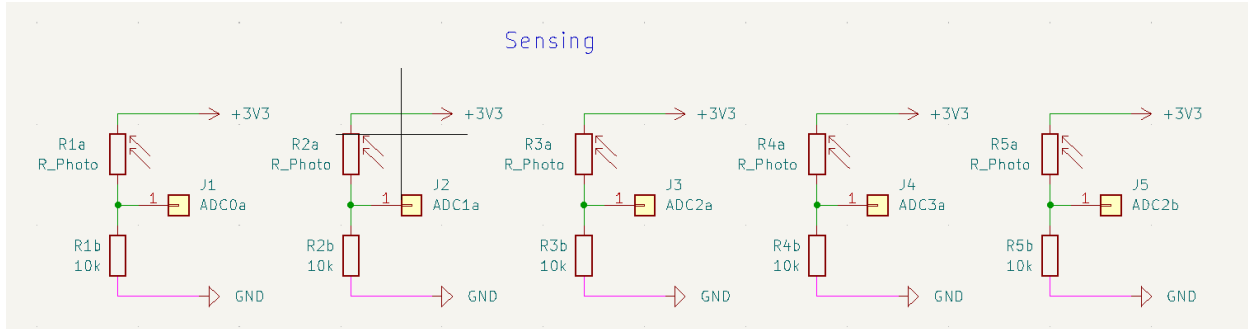 Sensing
+3V3
+3V3
+3V3
+3V3
+3V3
R1a
R_Photo
R2a
R_Photo
R3a
R_Photo
R4a
R_Photo
R5a
R_Photo
1
J1
ADC0a
1
J2
ADC1a
1
J3
ADC2a
1
J4
ADC3a
1
J5
ADC2b
R1b
10k
R2b
10k
R3b
10k
R4b
10k
R5b
10k
GND
GND
GND
GND
GND